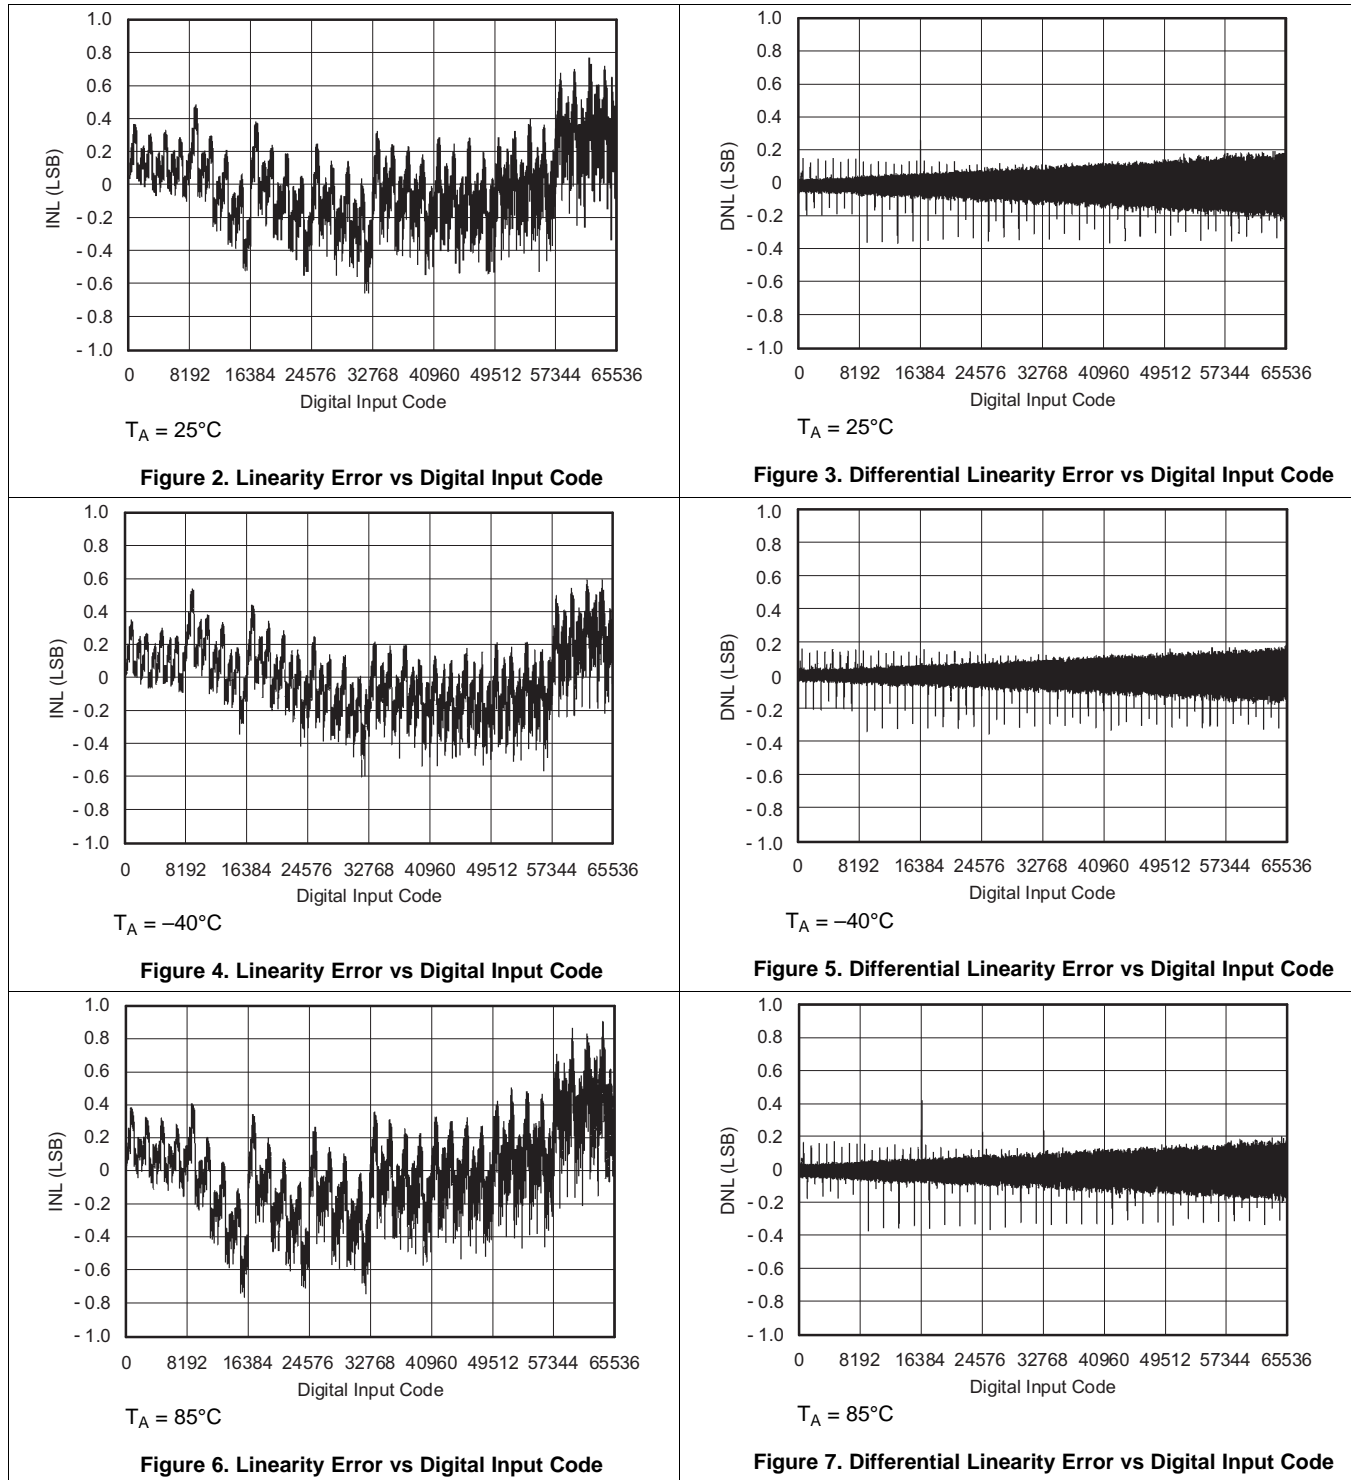 1.0
0.8
0.6
0.4
0.2
0
- 0.2
- 0.4
- 0.6
- 0.8
- 1.0
INL (LSB)
0 8192 16384 24576 32768 40960 49512 57344 65536
Digital Input Code
TA = 25°C
Figure 2. Linearity Error vs Digital Input Code
1.0
0.8
0.6
0.4
0.2
0
- 0.2
- 0.4
- 0.6
- 0.8
- 1.0
DNL (LSB)
0 8192 16384 24576 32768 40960 49512 57344 65536
Digital Input Code
TA = 25°C
Figure 3. Differential Linearity Error vs Digital Input Code
1.0
0.8
0.6
0.4
0.2
0
- 0.2
- 0.4
- 0.6
- 0.8
- 1.0
INL (LSB)
0 8192 16384 24576 32768 40960 49512 57344 65536
Digital Input Code
TA = –40°C
Figure 4. Linearity Error vs Digital Input Code
1.0
0.8
0.6
0.4
0.2
0
- 0.2
- 0.4
- 0.6
- 0.8
- 1.0
DNL (LSB)
0 8192 16384 24576 32768 40960 49512 57344 65536
Digital Input Code
TA = –40°C
Figure 5. Differential Linearity Error vs Digital Input Code
1.0
0.8
0.6
0.4
0.2
0
- 0.2
- 0.4
- 0.6
- 0.8
- 1.0
INL (LSB)
0 8192 16384 24576 32768 40960 49512 57344 65536
Digital Input Code
TA = 85°C
Figure 6. Linearity Error vs Digital Input Code
1.0
0.8
0.6
0.4
0.2
0
- 0.2
- 0.4
- 0.6
- 0.8
- 1.0
DNL (LSB)
0 8192 16384 24576 32768 40960 49512 57344 65536
Digital Input Code
TA = 85°C
Figure 7. Differential Linearity Error vs Digital Input Code